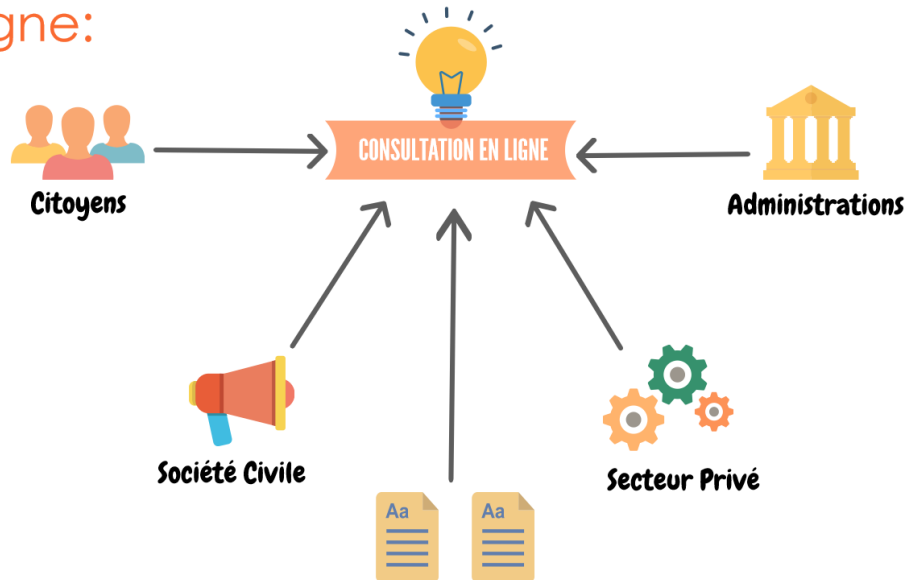 gne:
CONSULTATION EN LIGNE
Citoyens
Administrations
Société Civile
Secteur Privé
Aa
Aa